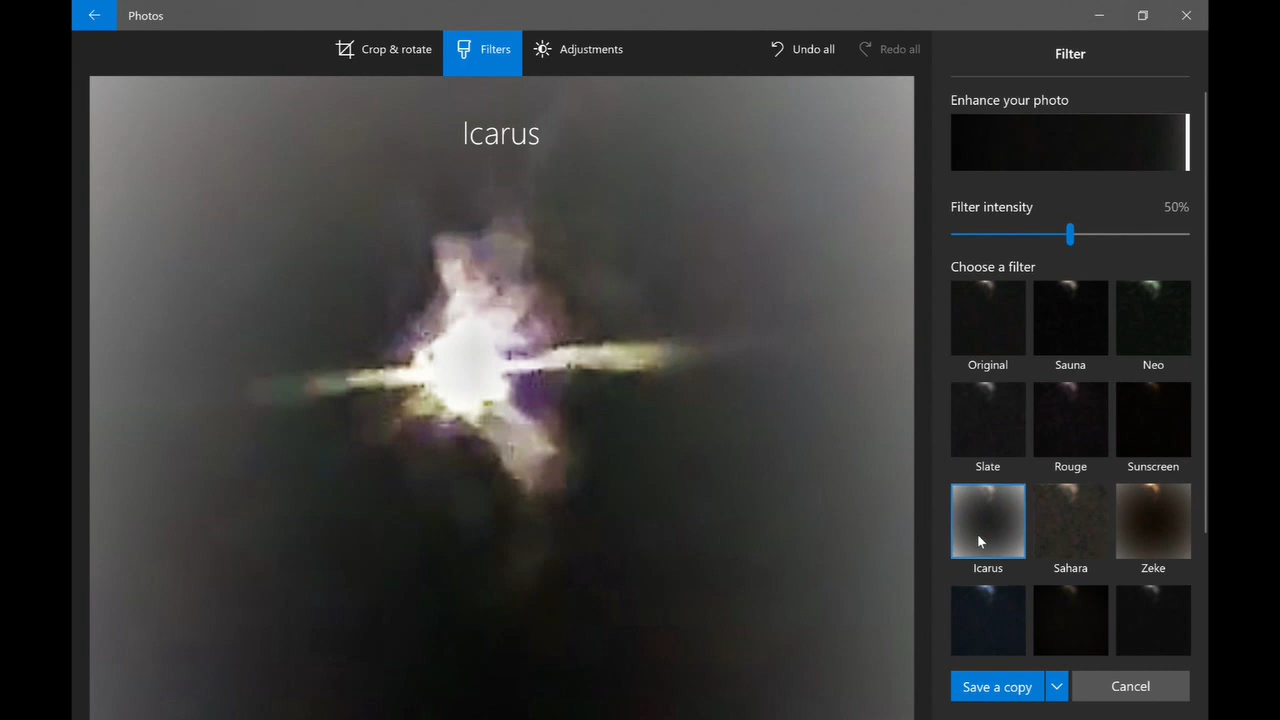 Photos
Crop & rotate
Filters
Adjustments
Undo all
Redo all
Filter
Icarus
Enhance your photo
Filter intensity 50%
Choose a filter
Original Sauna Neo
Slate Rouge Sunscreen
Icarus Sahara Zeke
Save a copy
Cancel